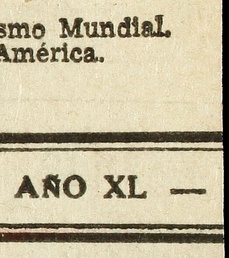 smo Mundial.
América.
AÑO XL —